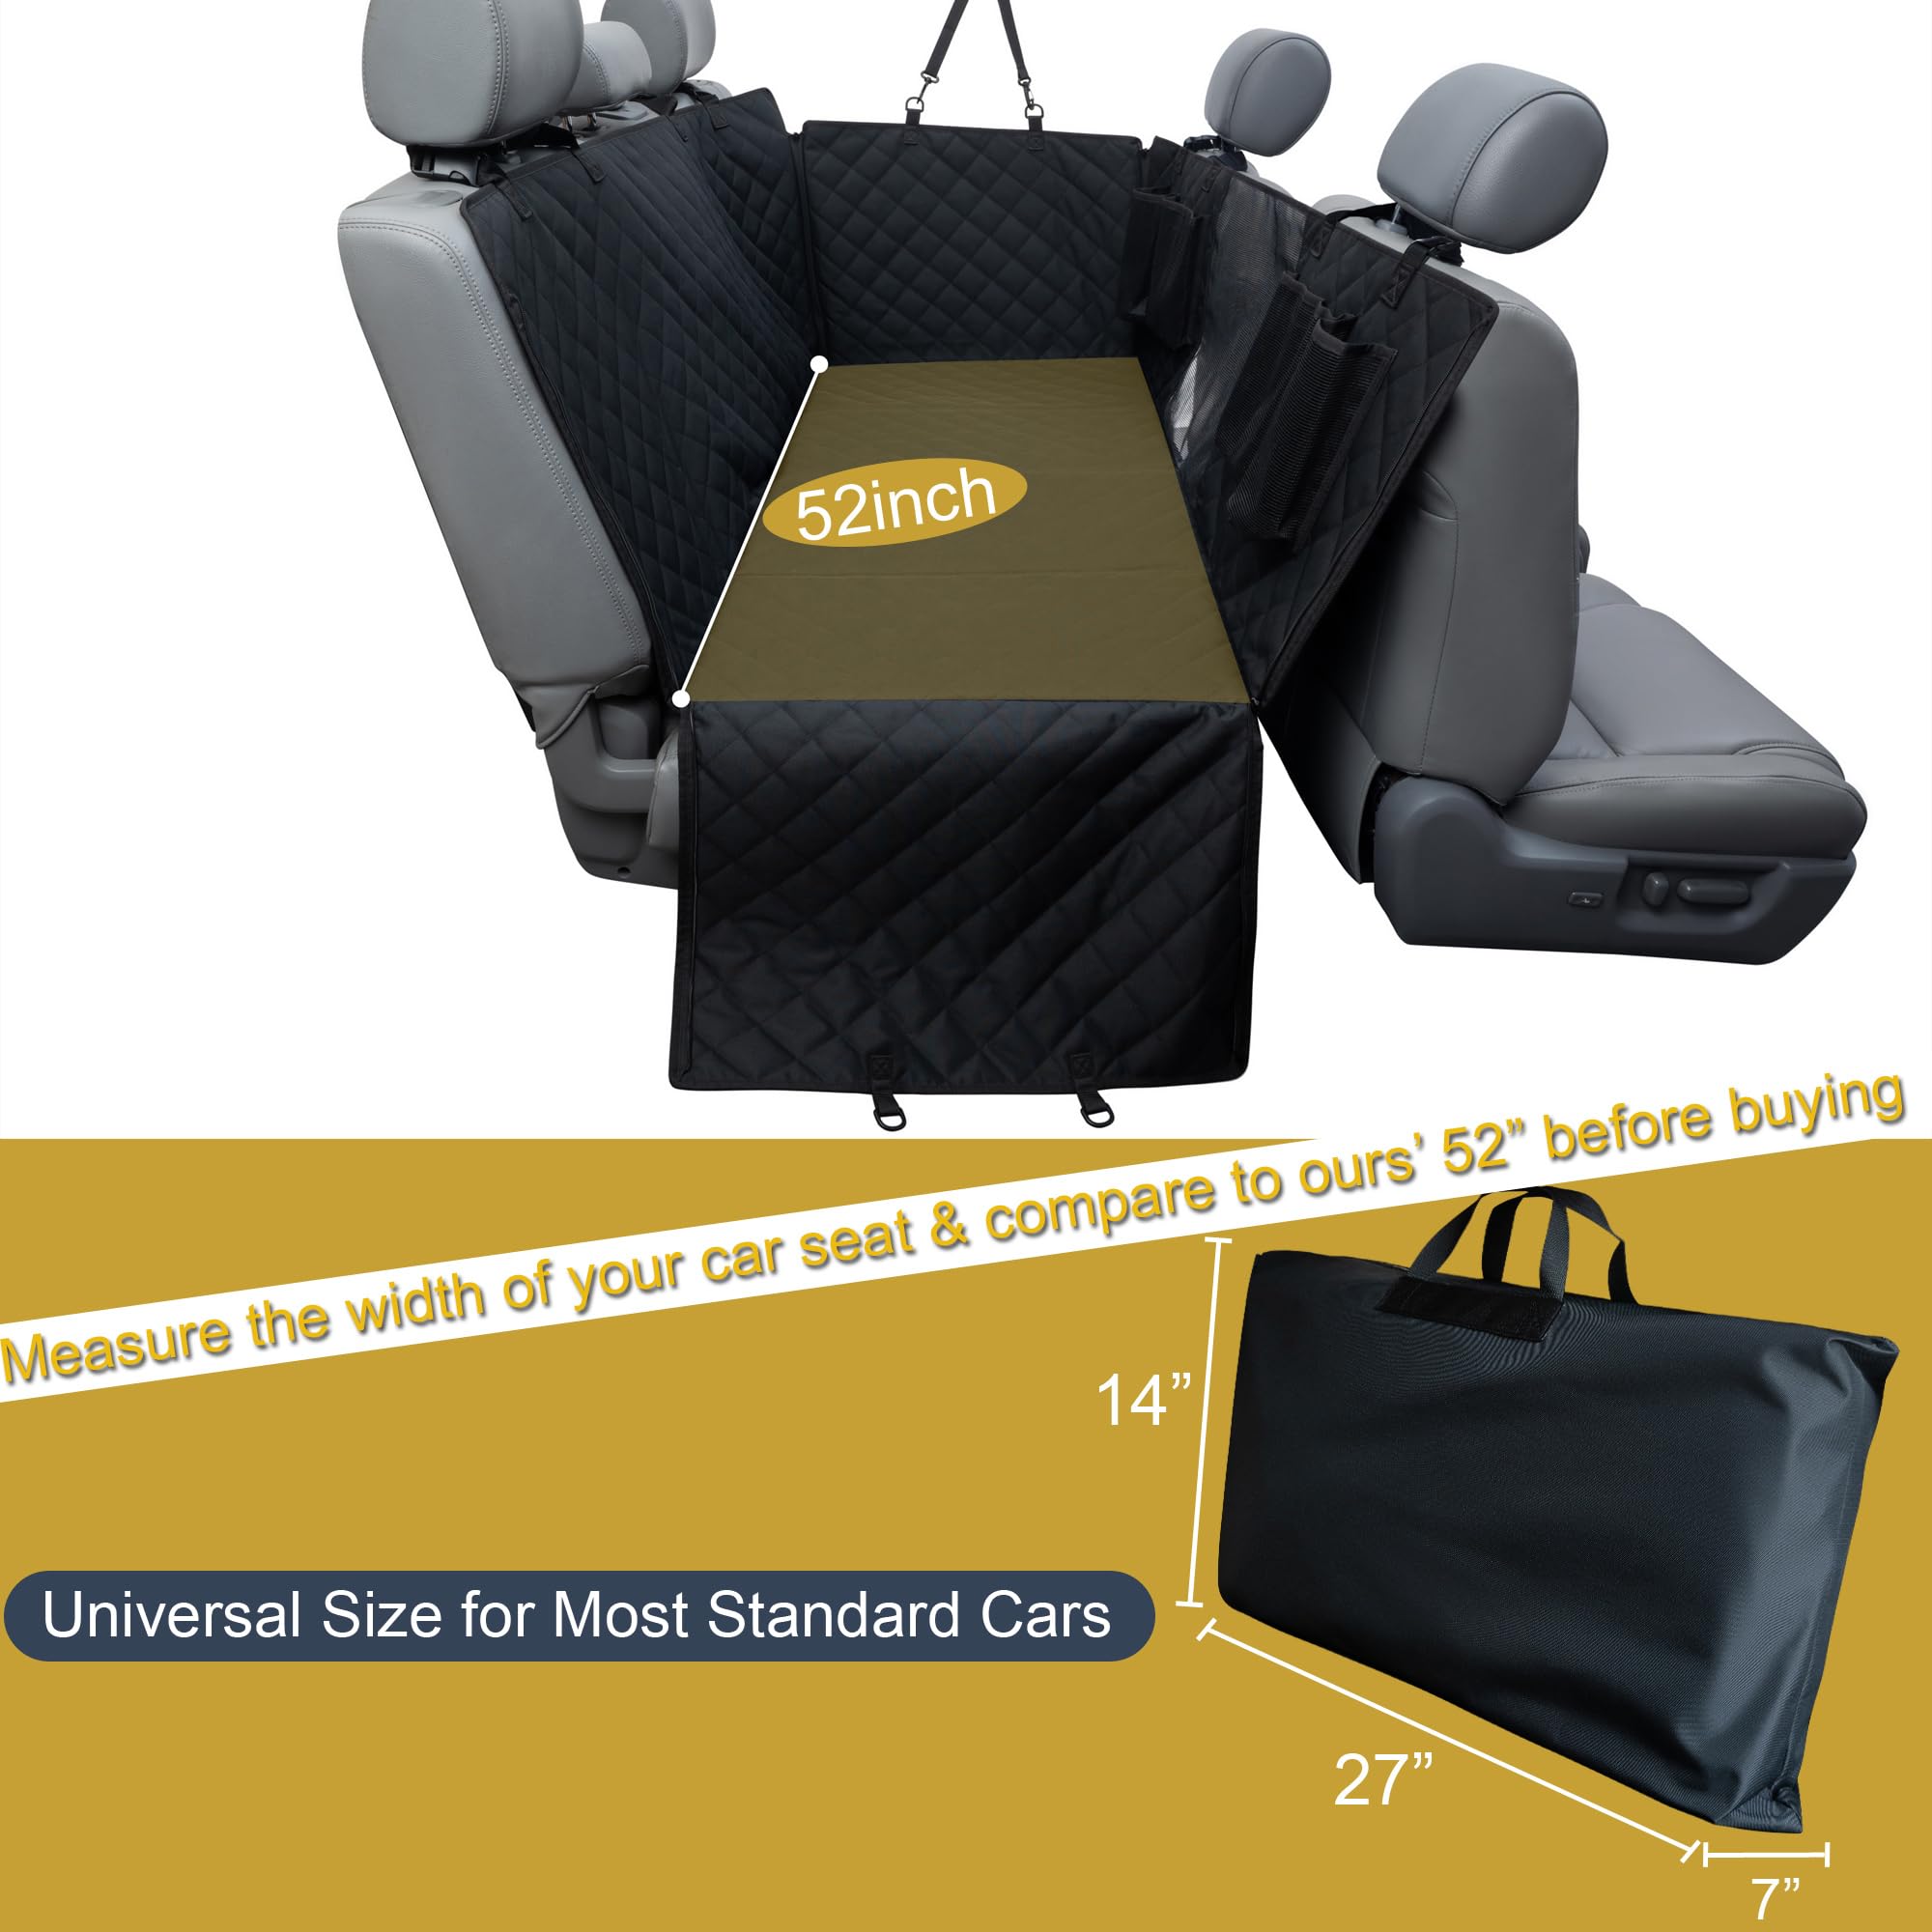 52inch
Measure the width of your car seat & compare to ours’ 52” before buying
14”
Universal Size for Most Standard Cars
27”
7”